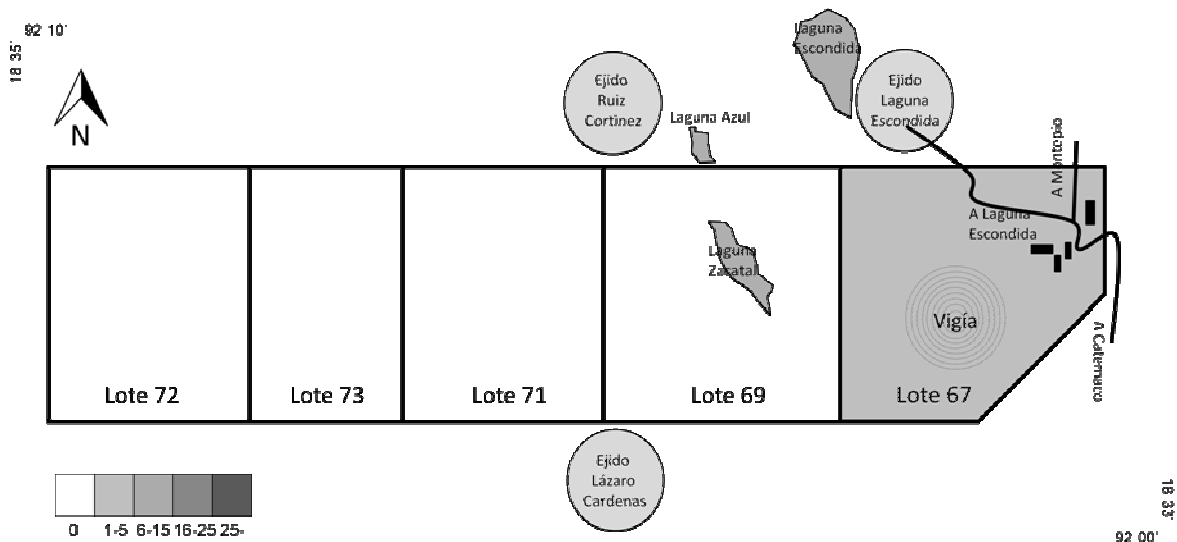 92 10'
18 35'
N
Ejido
Ruiz
Cortinez
Laguna Azul
Laguna
Escondida
Ejido
Laguna
Escondida
A Montepio
A Laguna
Escondida
Laguna
Zacatal
Vigía
A Catemaco
Lote 72
Lote 73
Lote 71
Lote 69
Lote 67
Ejido
Lázaro
Cardenas
0 1-5 6-15 16-25 25-
18 33'
92 00'